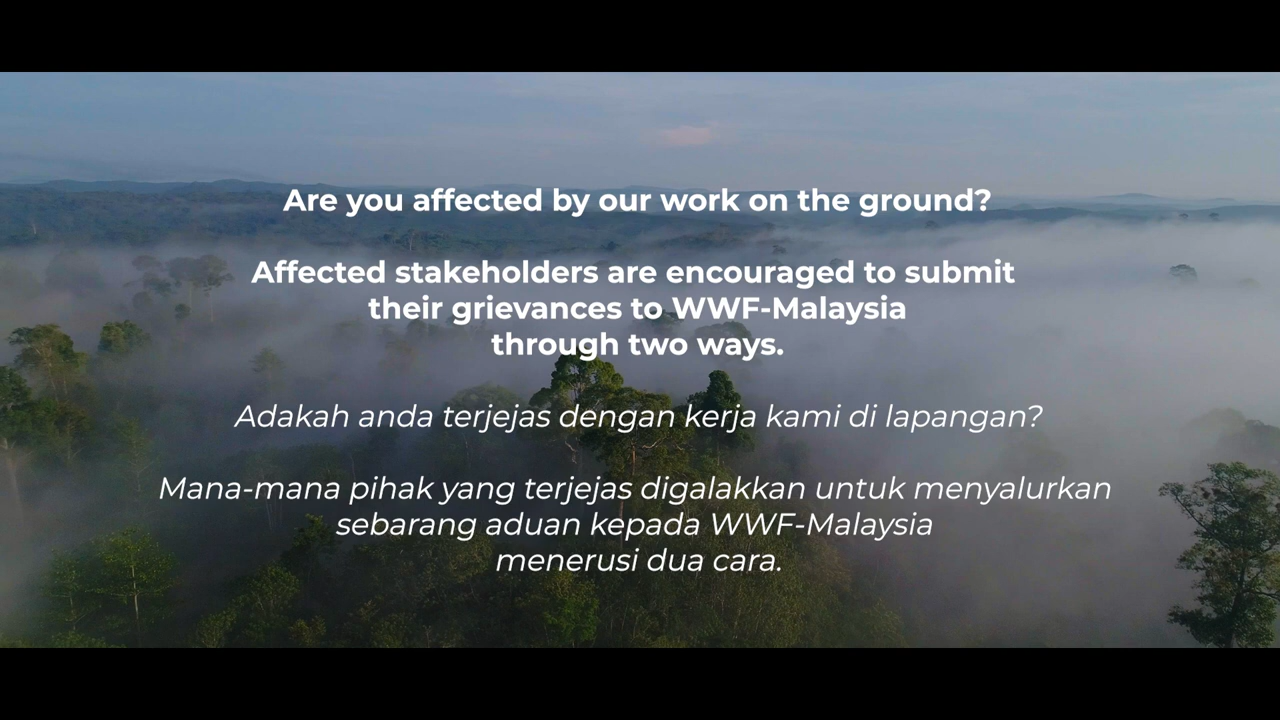 Are you affected by our work on the ground?
Affected stakeholders are encouraged to submit
their grievances to WWF-Malaysia
through two ways.
Adakah anda terjejas dengan kerja kami di lapangan?
Mana-mana pihak yang terjejas digalakkan untuk menyalurkan
sebarang aduan kepada WWF-Malaysia
menerusi dua cara.